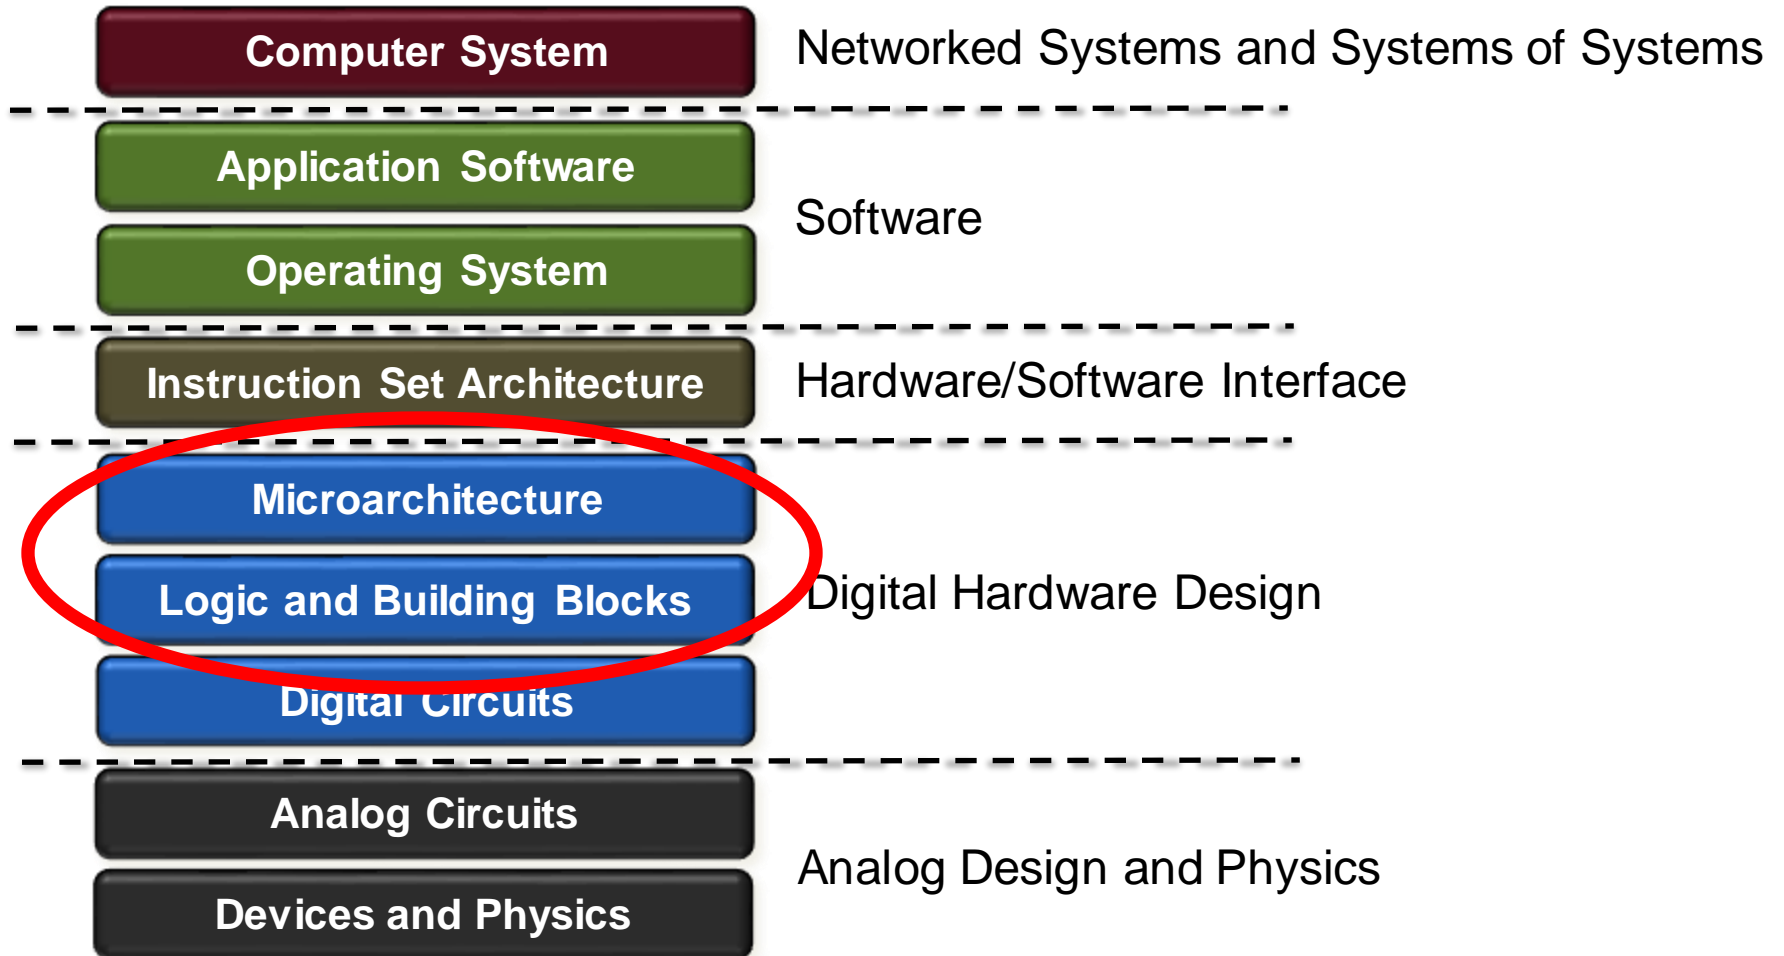 Computer System
Networked Systems and Systems of Systems
Application Software
Software
Operating System
Instruction Set Architecture
Hardware/Software Interface
Microarchitecture
Logic and Building Blocks
Digital Hardware Design
Digital Circuits
Analog Circuits
Analog Design and Physics
Devices and Physics